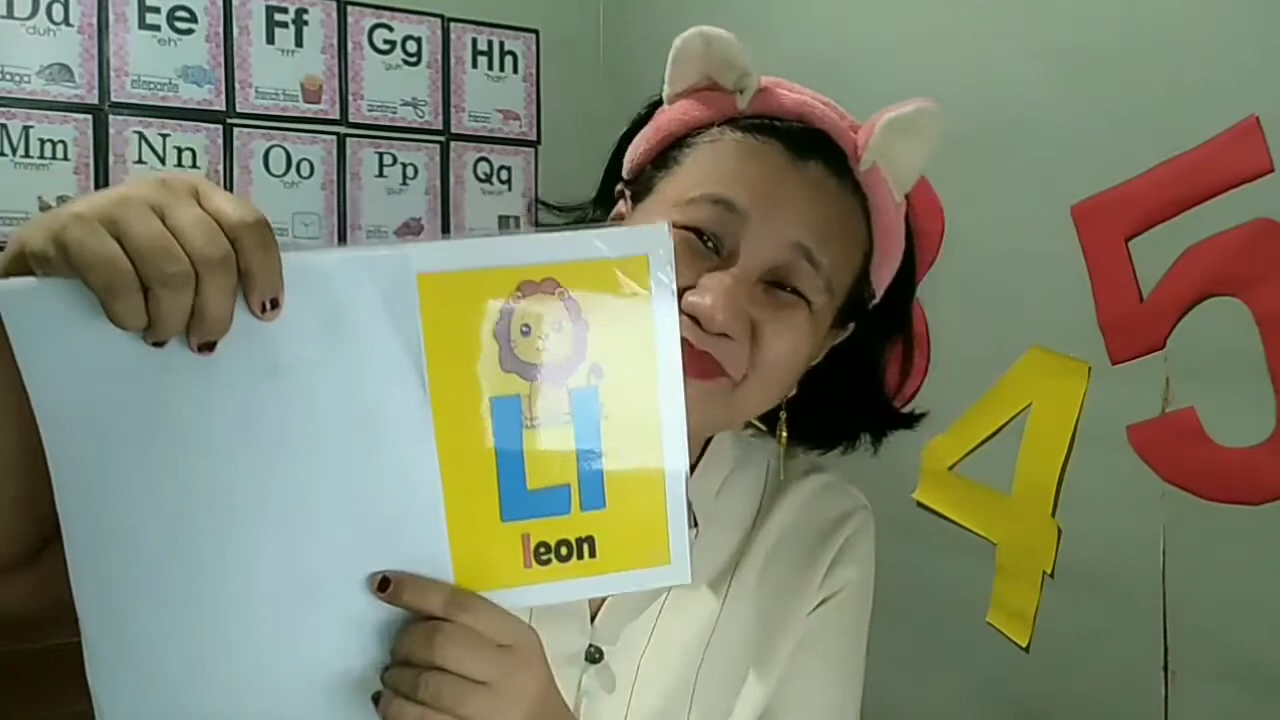 Dd
"duh"
daga
Ee
"eh"
elepante
Ff
"fff"
Gg
"guh"
Hh
"hah"
Mm
"mmm"
Nn
Oo
"oh"
Pp
"puh"
Qq
Ll
leon
4
5